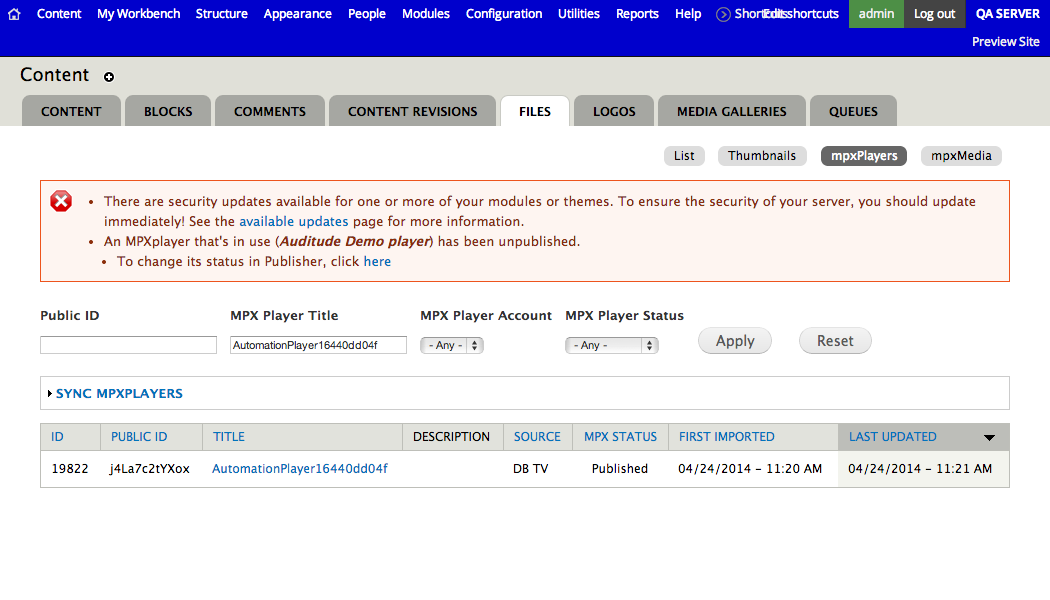 Content My Workbench Structure Appearance People Modules Configuration Utilities Reports Help Shortcuts Edit shortcuts admin Log out QA SERVER
Preview Site
Content
CONTENT BLOCKS COMMENTS CONTENT REVISIONS FILES LOGOS MEDIA GALLERIES QUEUES
List Thumbnails mpxPlayers mpxMedia
• There are security updates available for one or more of your modules or themes. To ensure the security of your server, you should update
immediately! See the available updates page for more information.
• An MPXplayer that's in use (Auditude Demo player) has been unpublished.
• To change its status in Publisher, click here
Public ID MPX Player Title MPX Player Account MPX Player Status
AutomationPlayer16440dd04f - Any - - Any - Apply Reset
SYNC MPXPLAYERS
ID PUBLIC ID TITLE DESCRIPTION SOURCE MPX STATUS FIRST IMPORTED LAST UPDATED
19822 j4La7c2tYXox AutomationPlayer16440dd04f DB TV Published 04/24/2014 - 11:20 AM 04/24/2014 - 11:21 AM